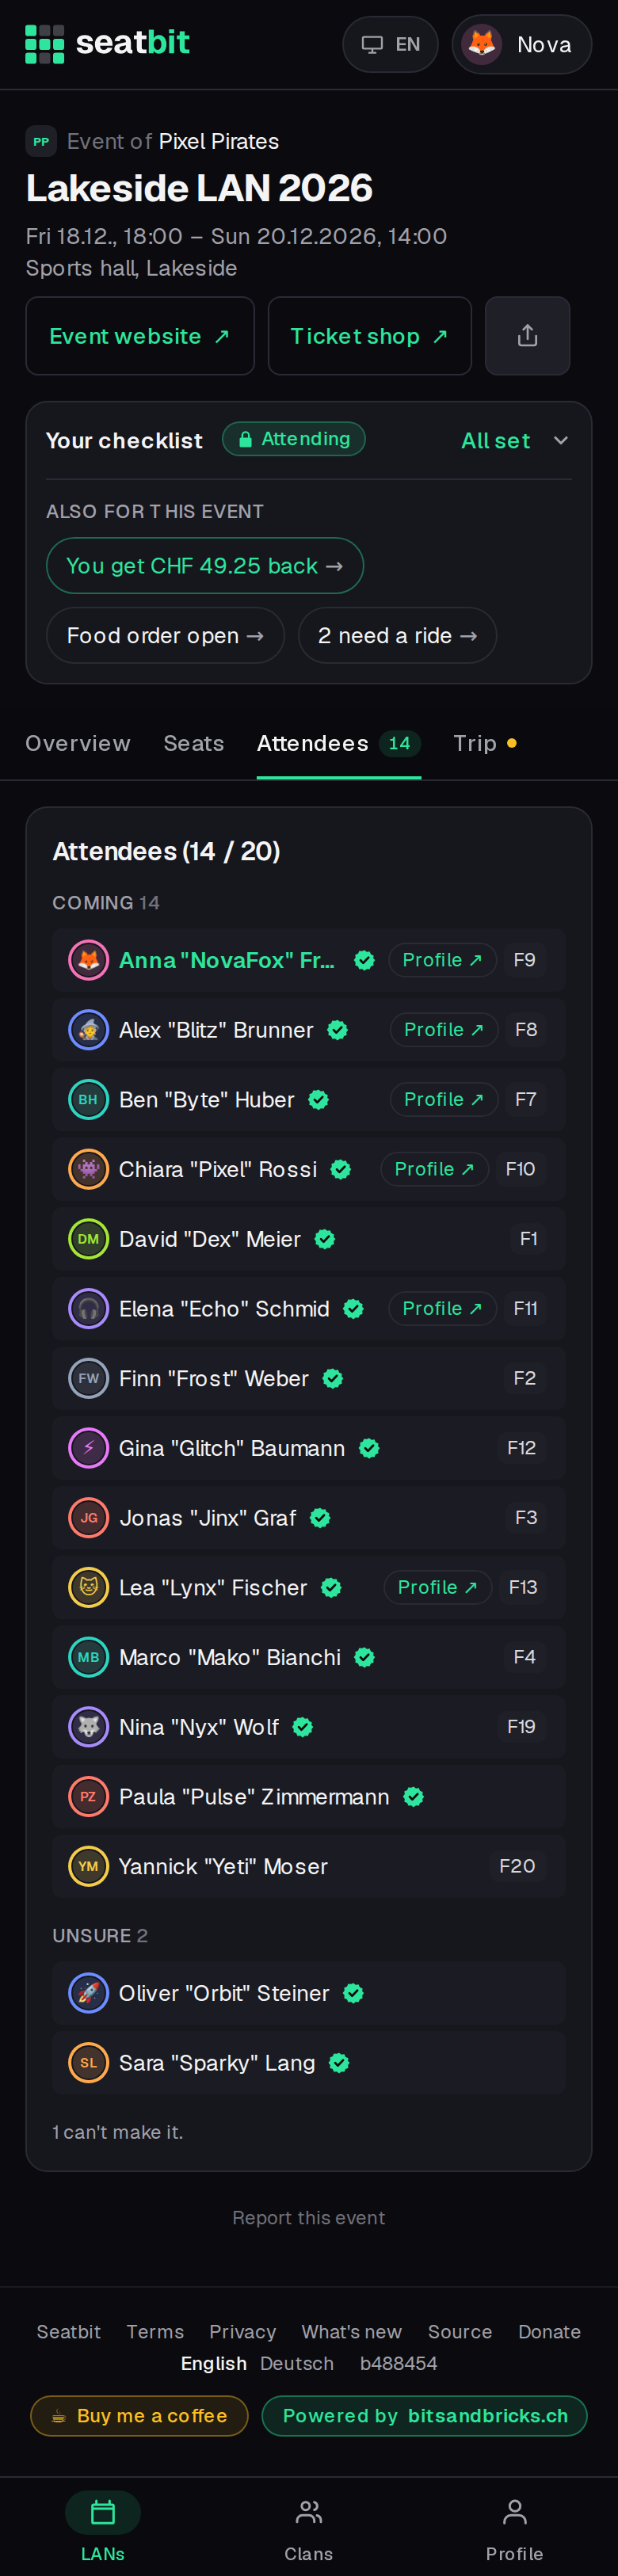 seatbit
EN
Nova
PP Event of Pixel Pirates
Lakeside LAN 2026
Fri 18.12., 18:00 – Sun 20.12.2026, 14:00
Sports hall, Lakeside
Event website ↗
Ticket shop ↗
Your checklist
Attending
All set
ALSO FOR THIS EVENT
You get CHF 49.25 back →
Food order open →
2 need a ride →
Overview
Seats
Attendees 14
Trip
Attendees (14 / 20)
COMING 14
Anna "NovaFox" Fr... Profile ↗ F9
Alex "Blitz" Brunner Profile ↗ F8
BH Ben "Byte" Huber Profile ↗ F7
Chiara "Pixel" Rossi Profile ↗ F10
DM David "Dex" Meier F1
Elena "Echo" Schmid Profile ↗ F11
FW Finn "Frost" Weber F2
Gina "Glitch" Baumann F12
JG Jonas "Jinx" Graf F3
Lea "Lynx" Fischer Profile ↗ F13
MB Marco "Mako" Bianchi F4
Nina "Nyx" Wolf F19
PZ Paula "Pulse" Zimmermann
YM Yannick "Yeti" Moser F20
UNSURE 2
Oliver "Orbit" Steiner
SL Sara "Sparky" Lang
1 can't make it.
Report this event
Seatbit Terms Privacy What's new Source Donate
English Deutsch b488454
Buy me a coffee
Powered by bitsandbricks.ch
LANs
Clans
Profile